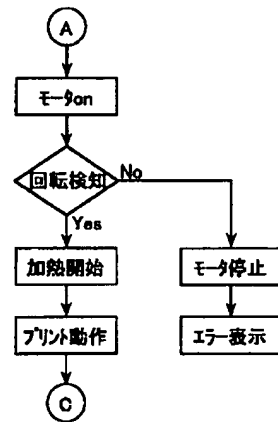 A
モータon
回転検知
No
Yes
加熱開始
モータ停止
プリント動作
エラー表示
C